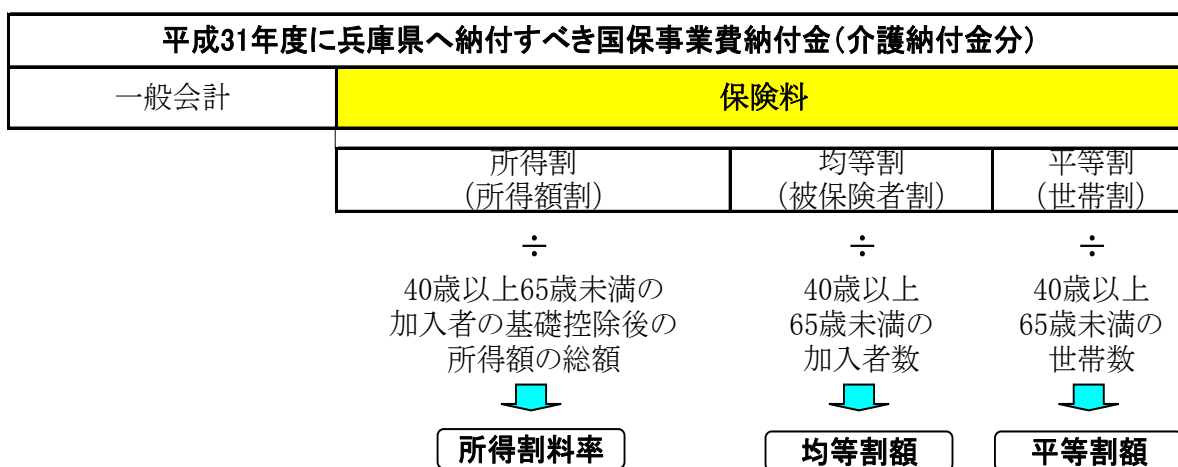 平成31年度に兵庫県へ納付すべき国保事業費納付金(介護納付金分)
一般会計
保険料
所得割
(所得額割)
均等割
(被保険者割)
平等割
(世帯割)
÷
÷
÷
40歳以上65歳未満の
加入者の基礎控除後の
所得額の総額
40歳以上
65歳未満の
加入者数
40歳以上
65歳未満の
世帯数
所得割料率
均等割額
平等割額